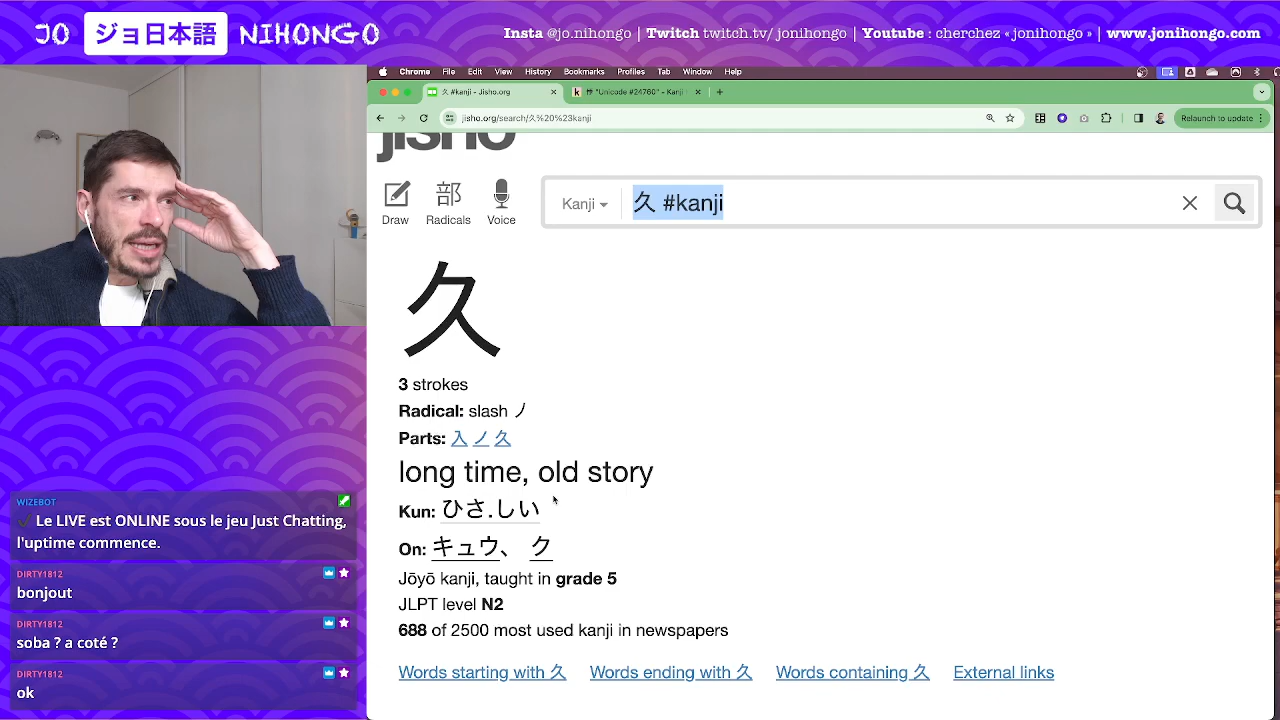 JO ジョ日本語 NIHONGO
Insta @jo.nihongo | Twitch twitch.tv/jonihongo | Youtube : cherchez « jonihongo » | www.jonihongo.com
Chrome File Edit View History Bookmarks Profiles Tab Window Help
久 #kanji - Jisho.org
"Unicode #24760" - Kanji
jisho.org/search/久%20%23kanji
Relaunch to update
jisho
部
Draw Radicals Voice
Kanji
久 #kanji
久
3 strokes
Radical: slash ノ
Parts: 入 ノ 久
long time, old story
Kun: ひさ.しい
On: キュウ、 ク
Jōyō kanji, taught in grade 5
JLPT level N2
688 of 2500 most used kanji in newspapers
Words starting with 久 Words ending with 久 Words containing 久 External links
WIZEBOT
Le LIVE est ONLINE sous le jeu Just Chatting,
l'uptime commence.
DIRTY1812
bonjout
DIRTY1812
soba ? a coté ?
DIRTY1812
ok